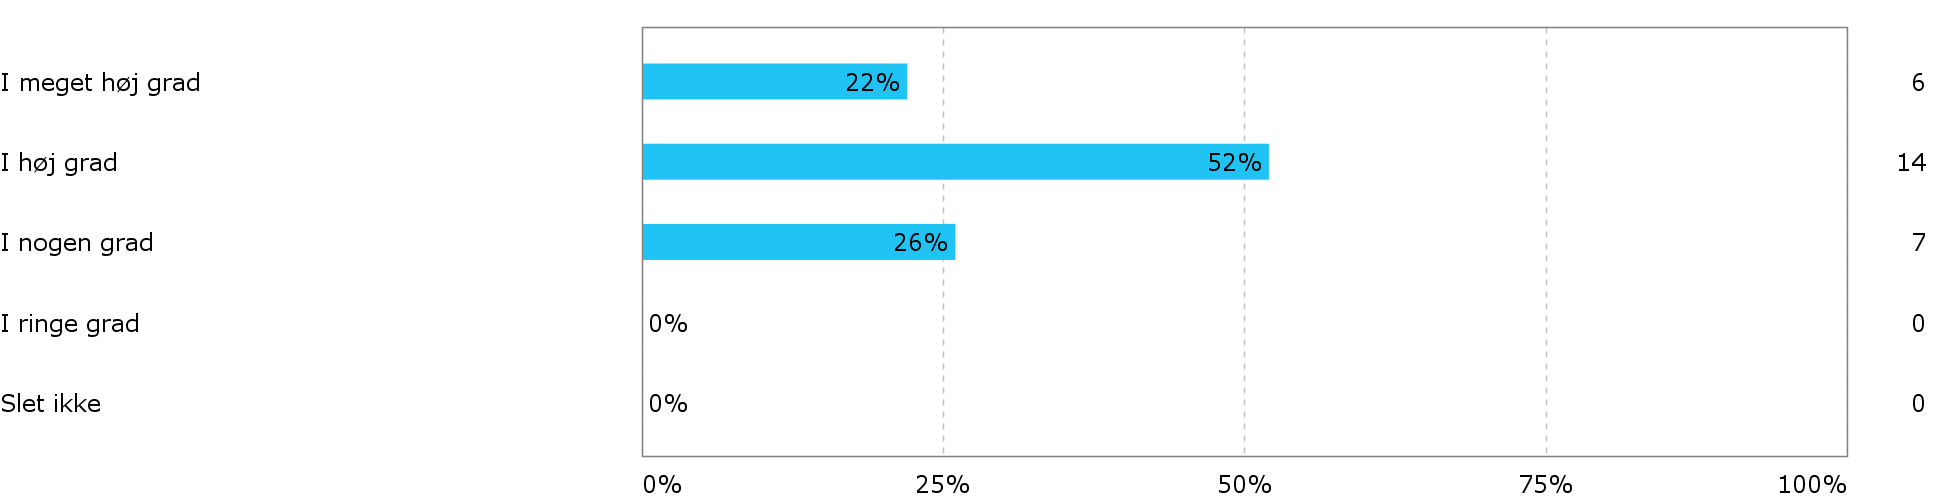 I meget høj grad 22% 6
I høj grad 52% 14
I nogen grad 26% 7
I ringe grad 0% 0
Slet ikke 0% 0
0% 25% 50% 75% 100%